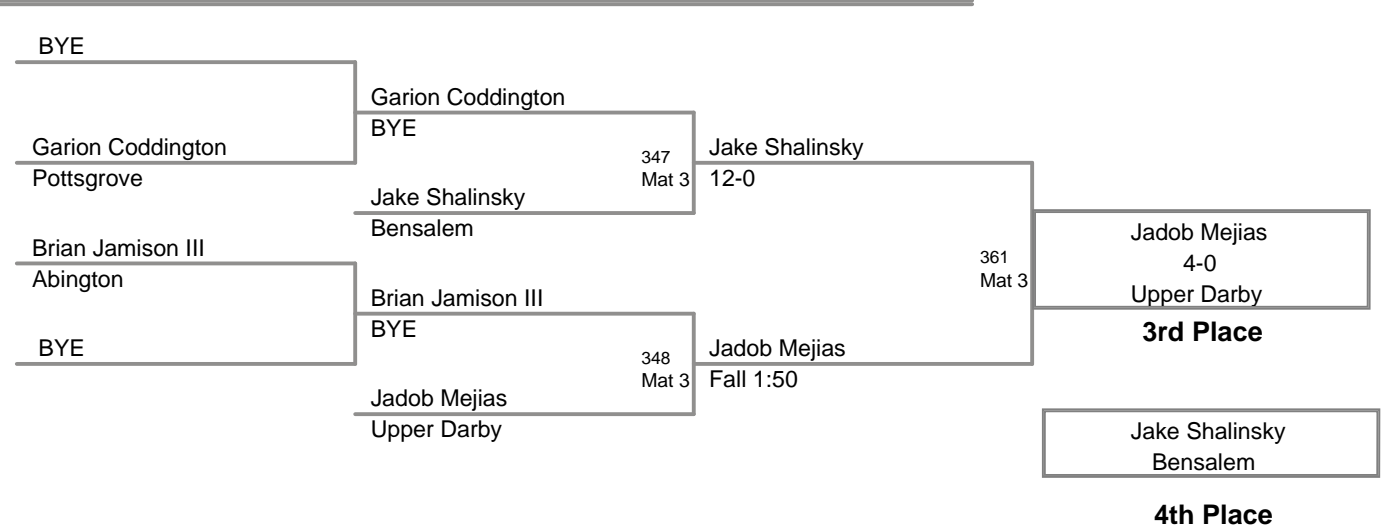 BYE
Garion Coddington
Pottsgrove
Brian Jamison III
Abington
BYE
Garion Coddington
BYE
347
Mat 3
Jake Shalinsky
Bensalem
Brian Jamison III
BYE
348
Mat 3
Jadob Mejias
Upper Darby
Jake Shalinsky
12-0
361
Mat 3
Jadob Mejias
Fall 1:50
Jadob Mejias
4-0
Upper Darby
3rd Place
Jake Shalinsky
Bensalem
4th Place